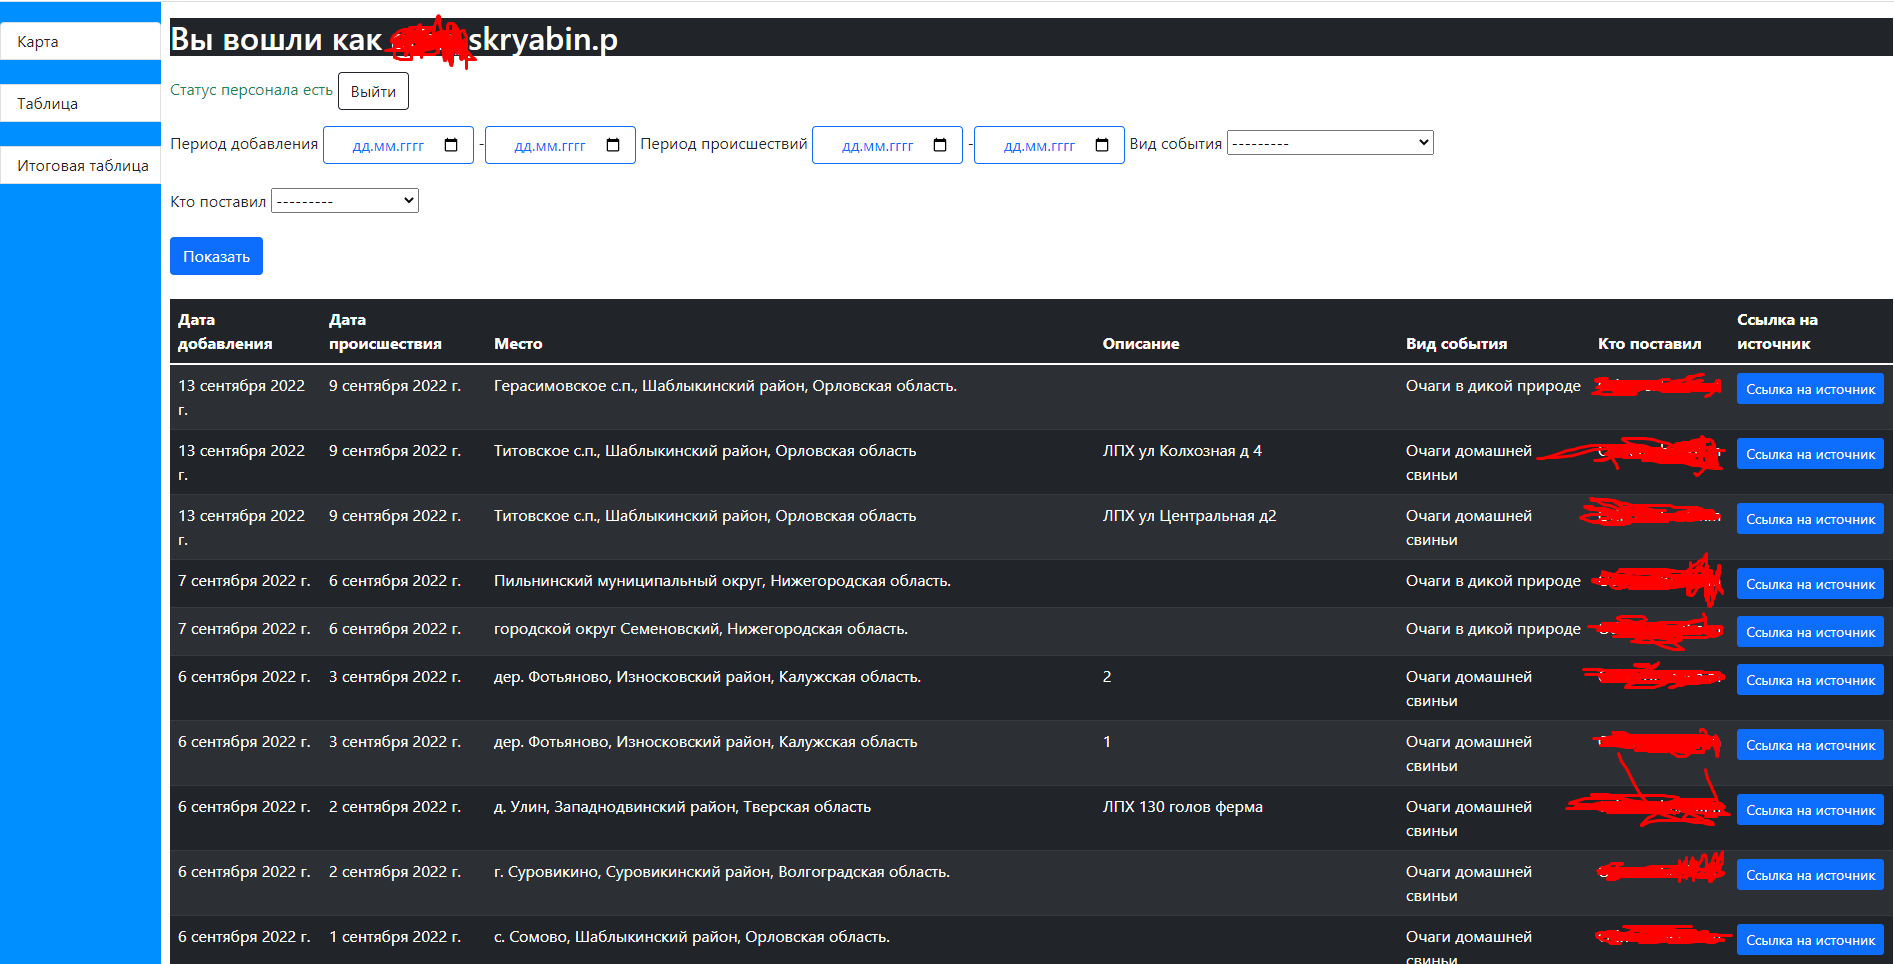 Карта
Таблица
Итоговая таблица
Вы вошли как skryabin.p
Статус персонала есть Выйти
Период добавления дд.мм.гггг - дд.мм.гггг Период происшествий дд.мм.гггг - дд.мм.гггг Вид события ---------
Кто поставил ---------
Показать
Дата добавления Дата происшествия Место Описание Вид события Кто поставил Ссылка на источник
13 сентября 2022 г. 9 сентября 2022 г. Герасимовское с.п., Шаблыкинский район, Орловская область. Очаги в дикой природе Ссылка на источник
13 сентября 2022 г. 9 сентября 2022 г. Титовское с.п., Шаблыкинский район, Орловская область ЛПХ ул Колхозная д 4 Очаги домашней свиньи Ссылка на источник
13 сентября 2022 г. 9 сентября 2022 г. Титовское с.п., Шаблыкинский район, Орловская область ЛПХ ул Центральная д2 Очаги домашней свиньи Ссылка на источник
7 сентября 2022 г. 6 сентября 2022 г. Пильнинский муниципальный округ, Нижегородская область. Очаги в дикой природе Ссылка на источник
7 сентября 2022 г. 6 сентября 2022 г. городской округ Семеновский, Нижегородская область. Очаги в дикой природе Ссылка на источник
6 сентября 2022 г. 3 сентября 2022 г. дер. Фотьяново, Износковский район, Калужская область. 2 Очаги домашней свиньи Ссылка на источник
6 сентября 2022 г. 3 сентября 2022 г. дер. Фотьяново, Износковский район, Калужская область 1 Очаги домашней свиньи Ссылка на источник
6 сентября 2022 г. 2 сентября 2022 г. д. Улин, Западнодвинский район, Тверская область ЛПХ 130 голов ферма Очаги домашней свиньи Ссылка на источник
6 сентября 2022 г. 2 сентября 2022 г. г. Суровикино, Суровикинский район, Волгоградская область. Очаги домашней свиньи Ссылка на источник
6 сентября 2022 г. 1 сентября 2022 г. с. Сомово, Шаблыкинский район, Орловская область. Очаги домашней свиньи Ссылка на источник